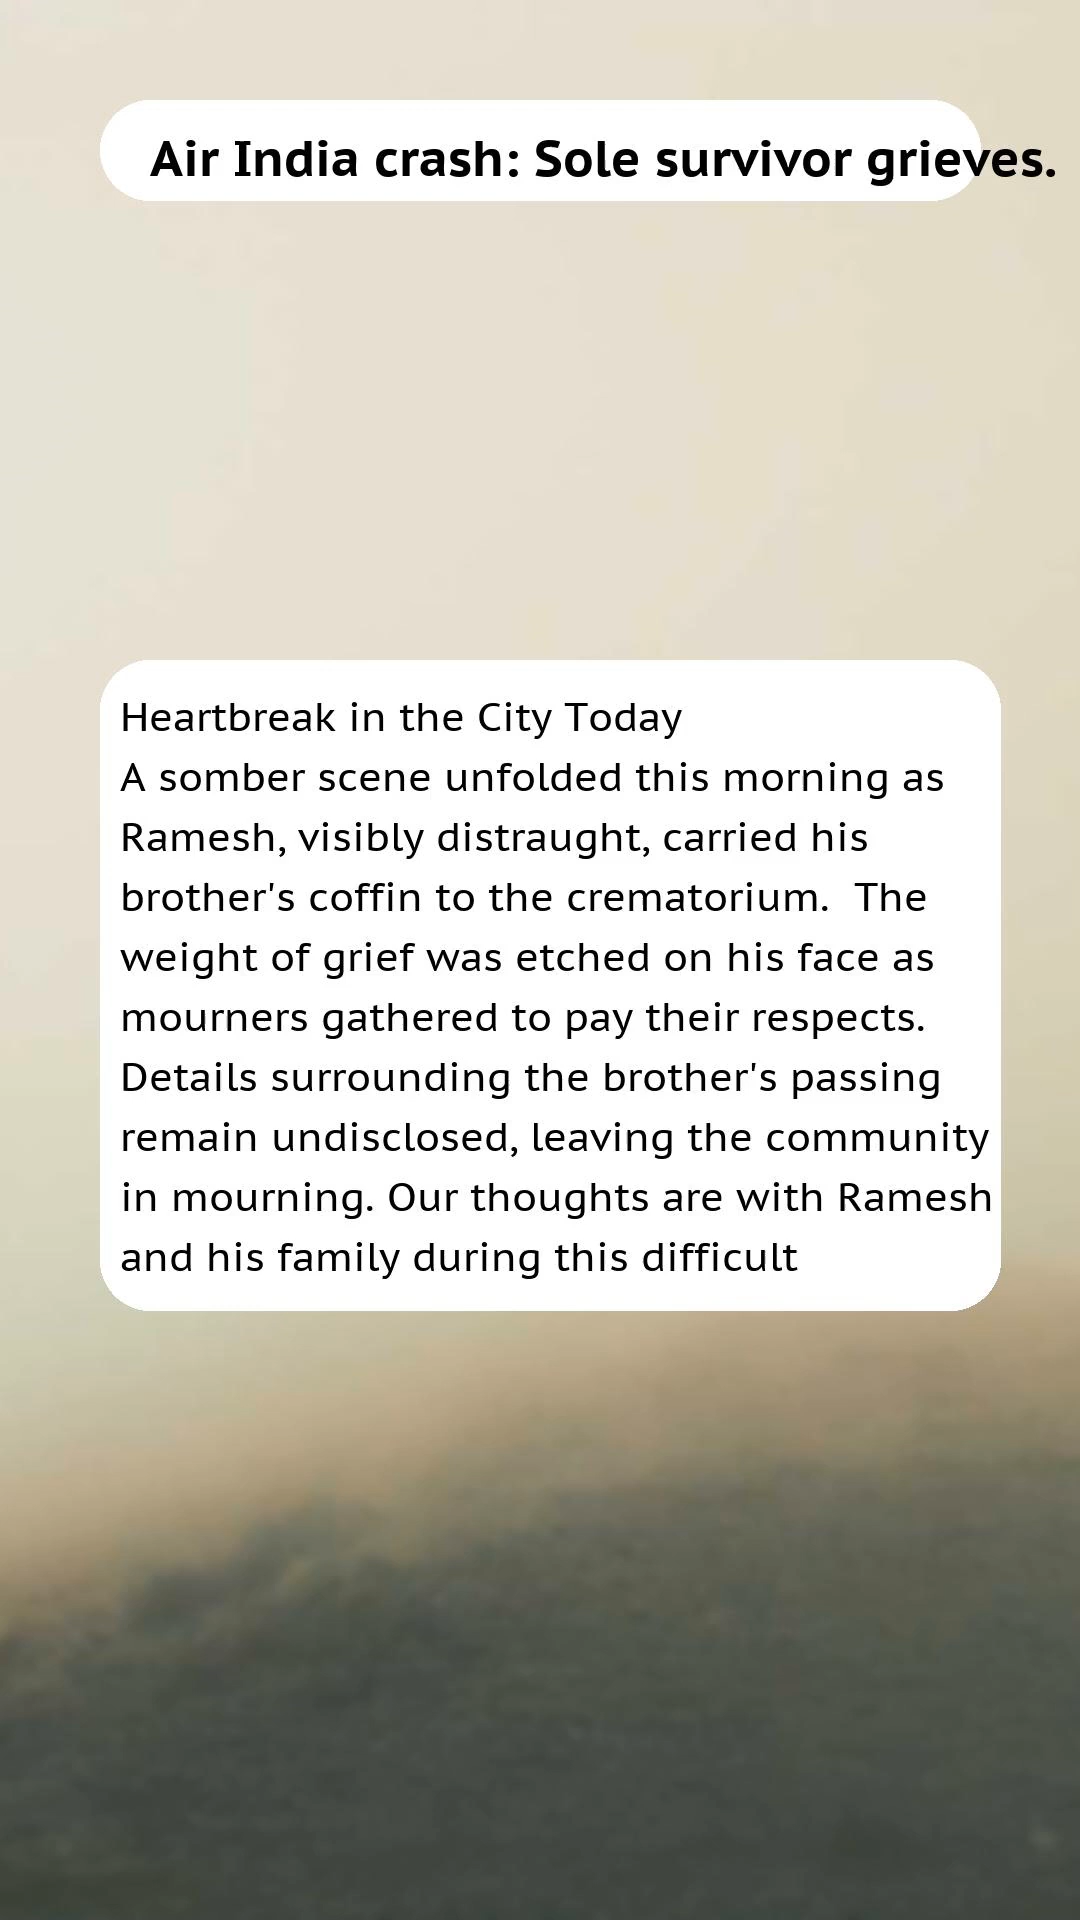 Air India crash: Sole survivor grieves.
Heartbreak in the City Today
A somber scene unfolded this morning as
Ramesh, visibly distraught, carried his
brother's coffin to the crematorium.  The
weight of grief was etched on his face as
mourners gathered to pay their respects.
Details surrounding the brother's passing
remain undisclosed, leaving the community
in mourning. Our thoughts are with Ramesh
and his family during this difficult